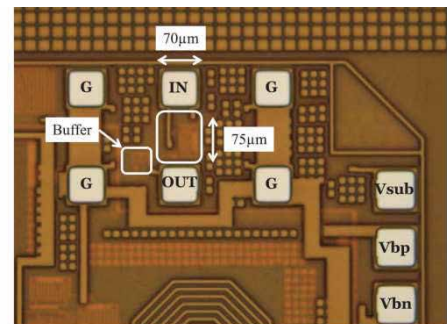 70μm
G IN G
Buffer
75μm
G OUT G
Vsub
Vbp
Vbn